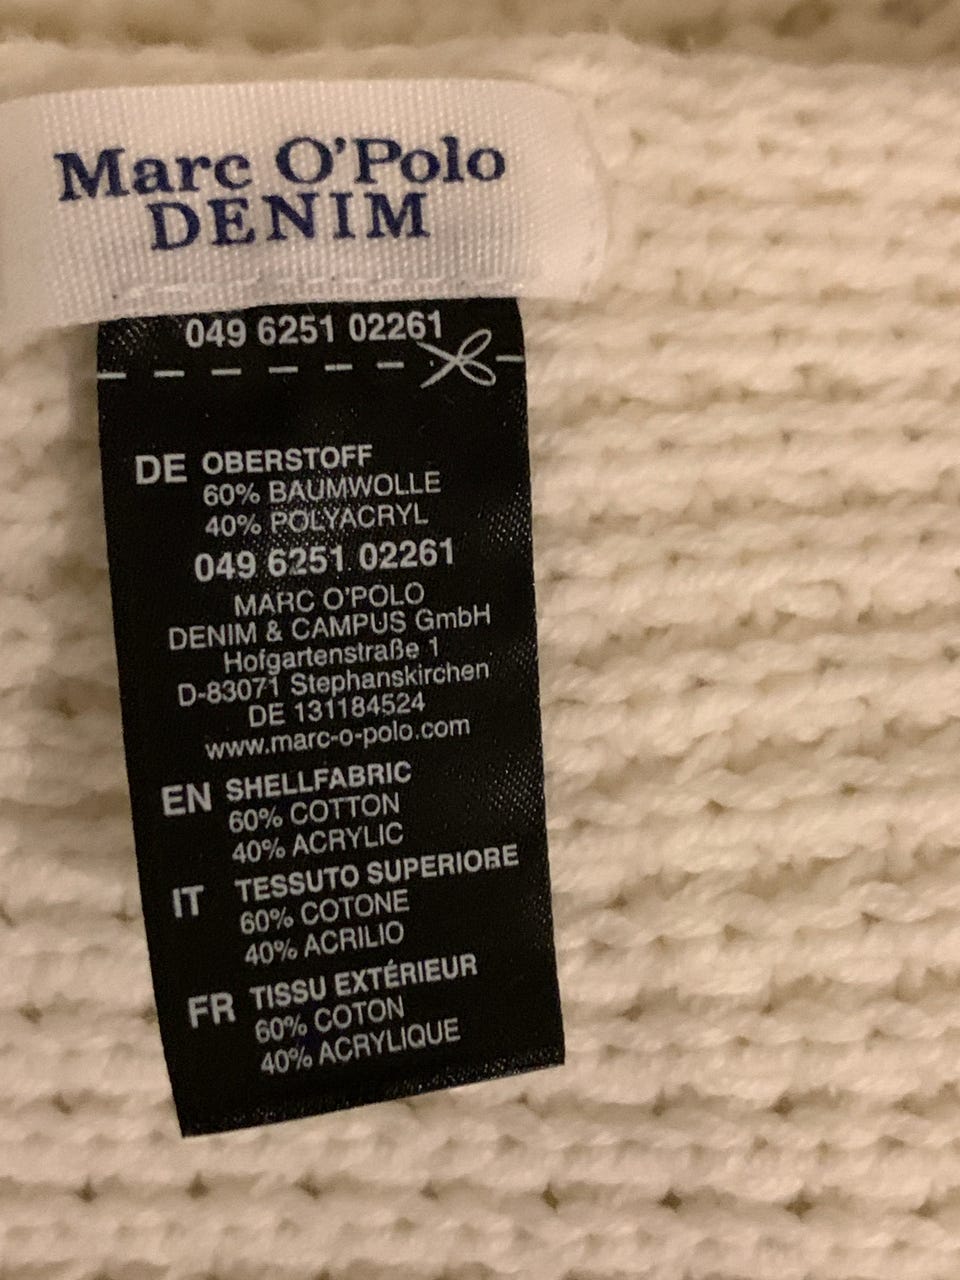 Marc O'Polo
DENIM
049 6251 02261
DE OBERSTOFF
60% BAUMWOLLE
40% POLYACRYL
049 6251 02261
MARC O'POLO
DENIM & CAMPUS GmbH
Hofgartenstraße 1
D-83071 Stephanskirchen
DE 131184524
www.marc-o-polo.com
EN SHELLFABRIC
60% COTTON
40% ACRYLIC
IT TESSUTO SUPERIORE
60% COTONE
40% ACRILIO
FR TISSU EXTÉRIEUR
60% COTON
40% ACRYLIQUE